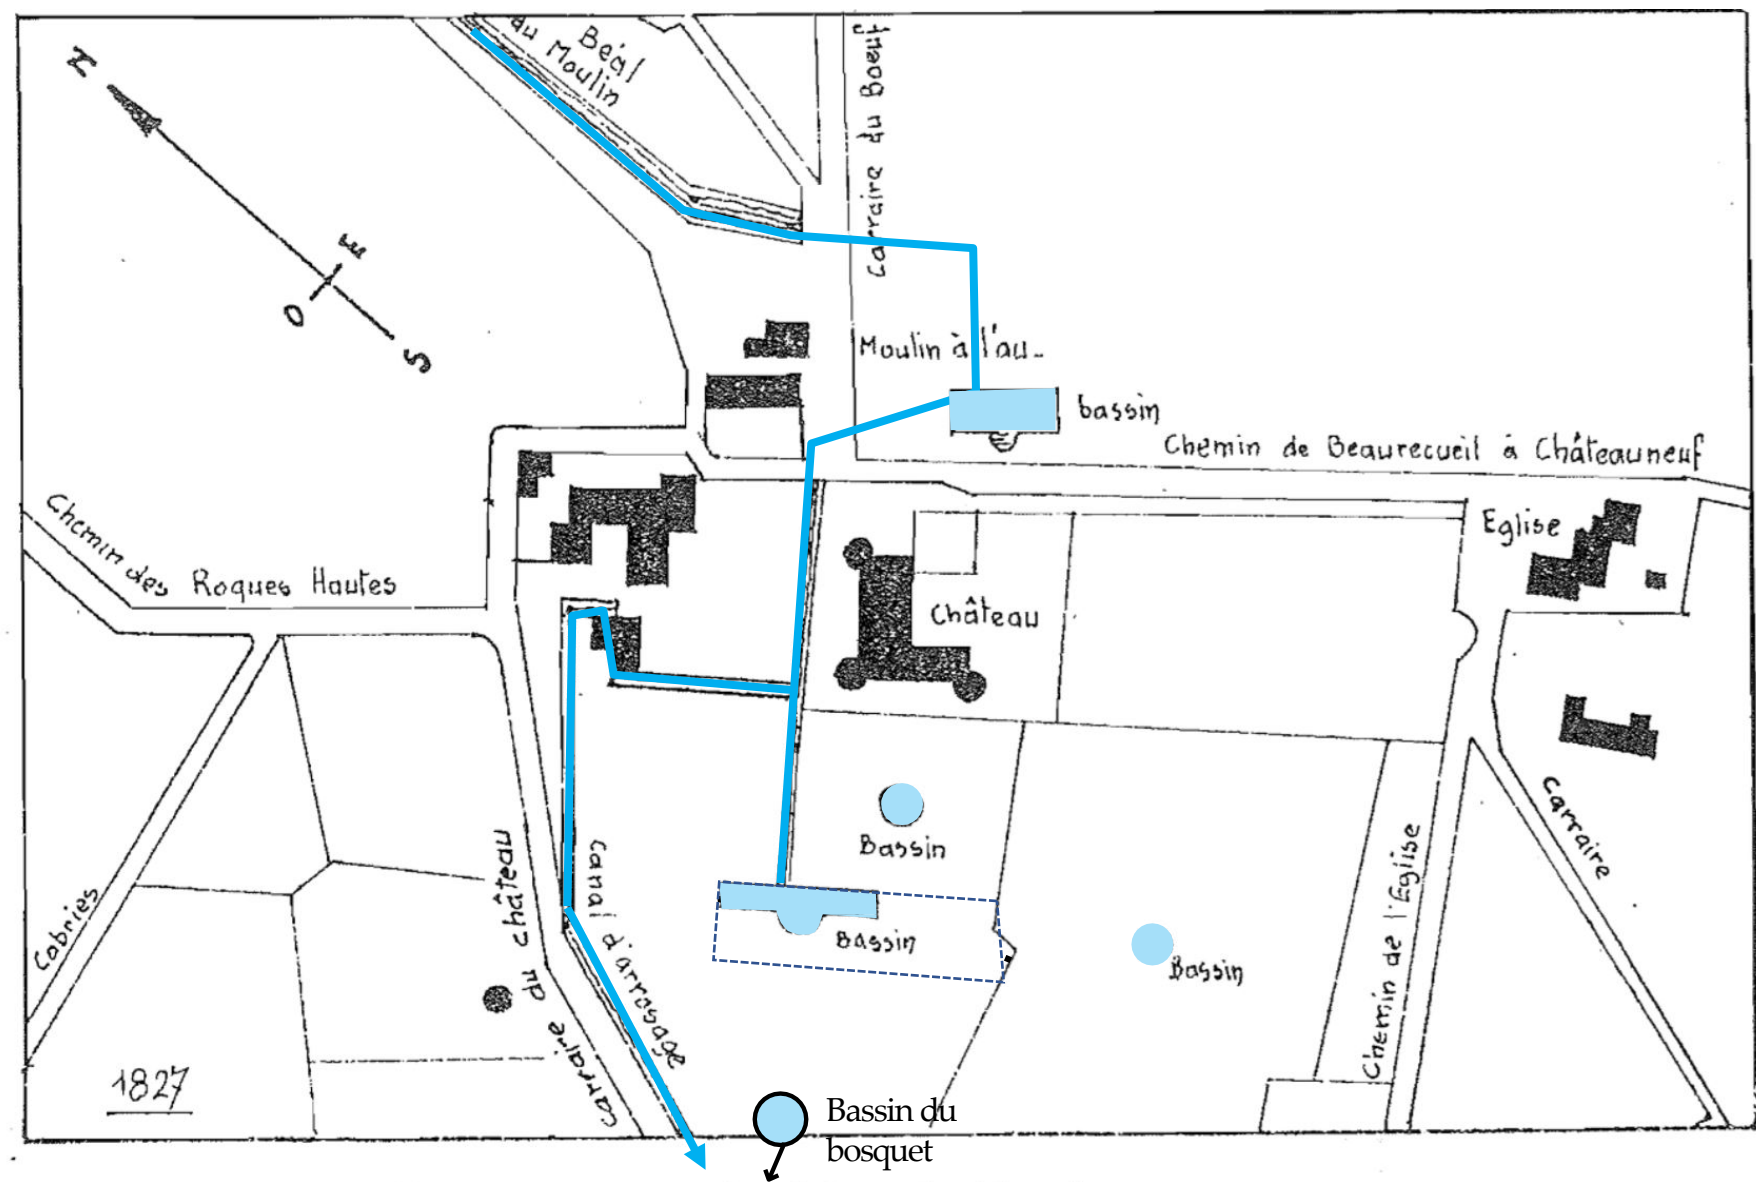 N
E
O
S
Béal
au Moulin
Carraire du Boeuf
Moulin à l'au_
bassin
Chemin de Beaurecueil à Châteauneuf
Eglise
Chemin des Roques Hautes
Château
Bassin
Bassin
Bassin
Carraire
Chemin de l'Eglise
Canal d'arrosage
Carraire du château
Cabries
1827
Bassin du
bosquet